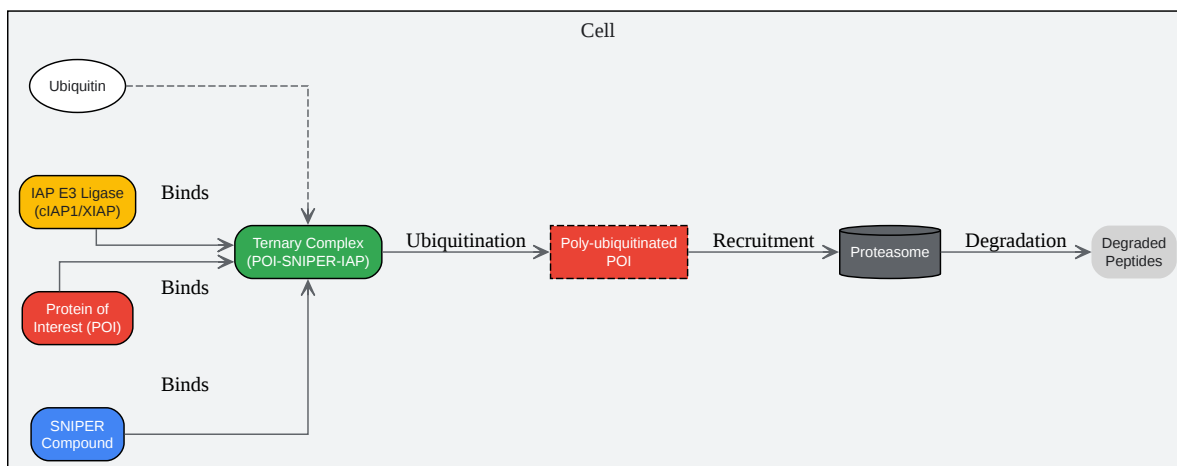 Cell
Ubiquitin
IAP E3 Ligase
(cIAP1/XIAP)
Binds
Protein of
Interest (POI)
Binds
SNIPER
Compound
Binds
Ternary Complex
(POI-SNIPER-IAP)
Ubiquitination
Poly-ubiquitinated
POI
Recruitment
Proteasome
Degradation
Degraded
Peptides